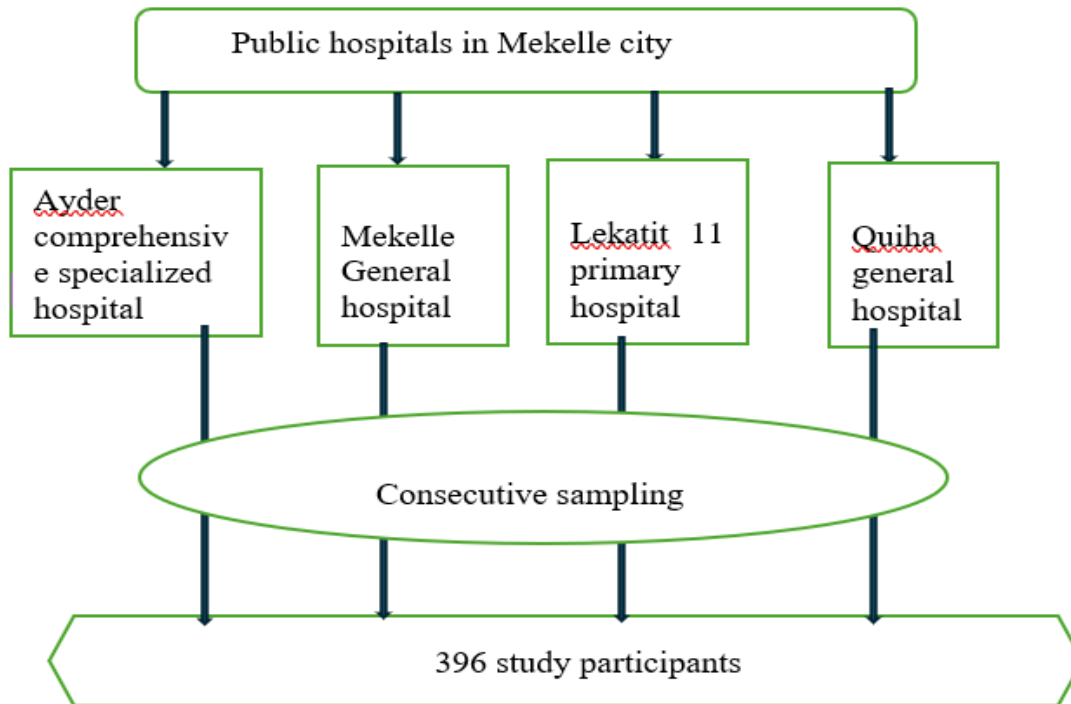 Public hospitals in Mekelle city
Ayder
comprehensiv
e specialized
hospital
Mekelle
General
hospital
Lekatit 11
primary
hospital
Quiha
general
hospital
Consecutive sampling
396 study participants